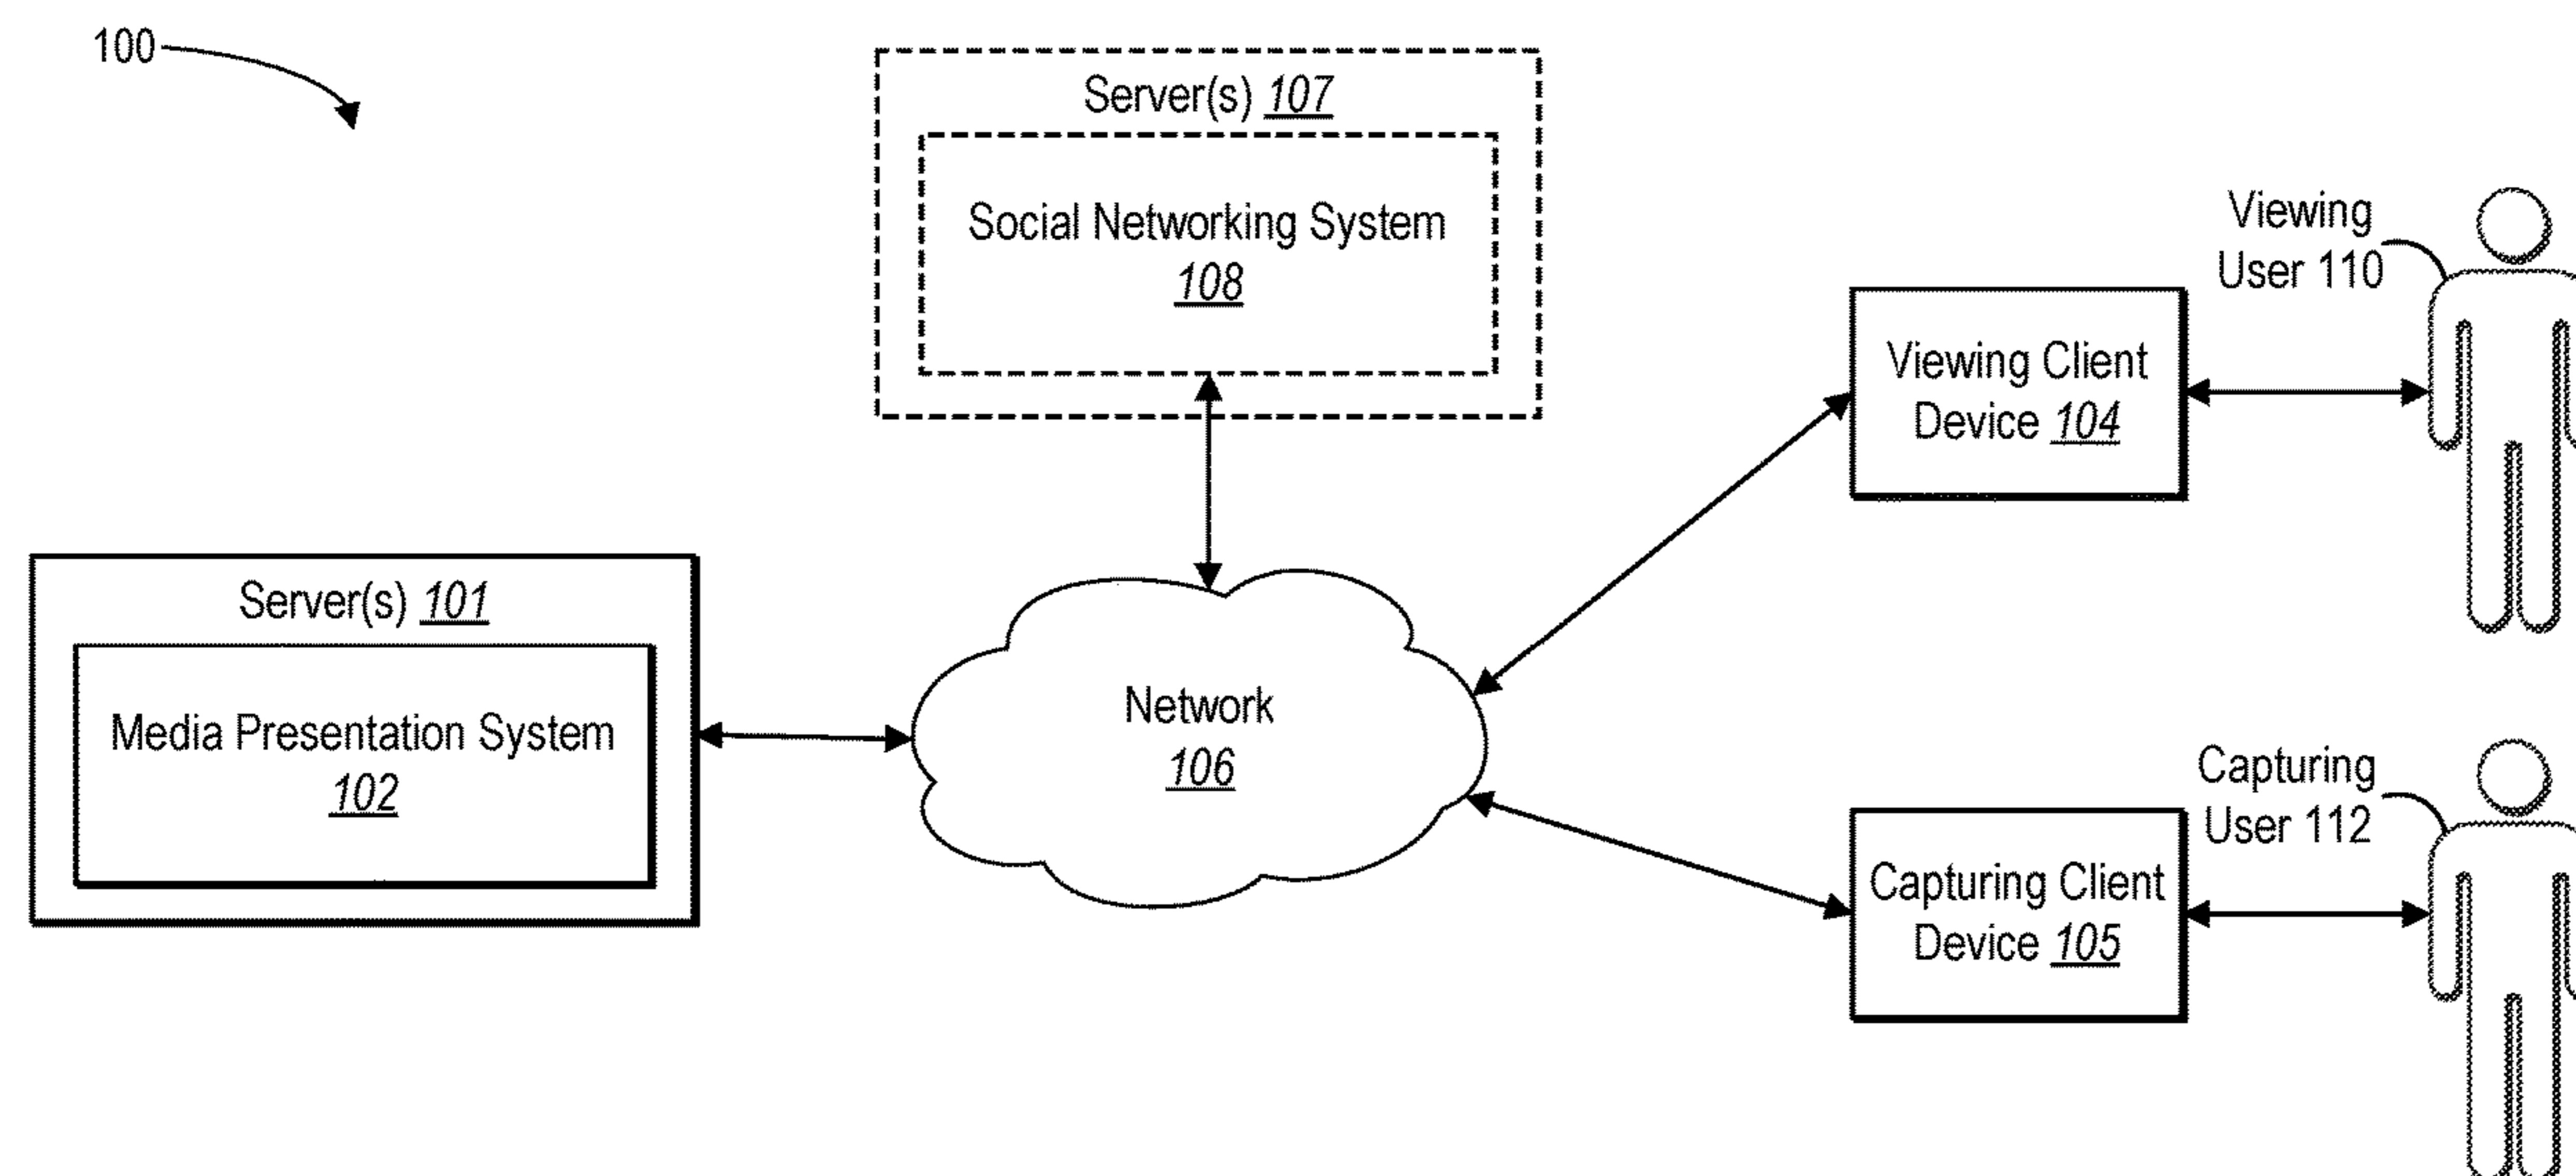 100
Server(s) 107
Social Networking System
108
Viewing
User 110
Viewing Client
Device 104
Server(s) 101
Media Presentation System
102
Network
106
Capturing
User 112
Capturing Client
Device 105